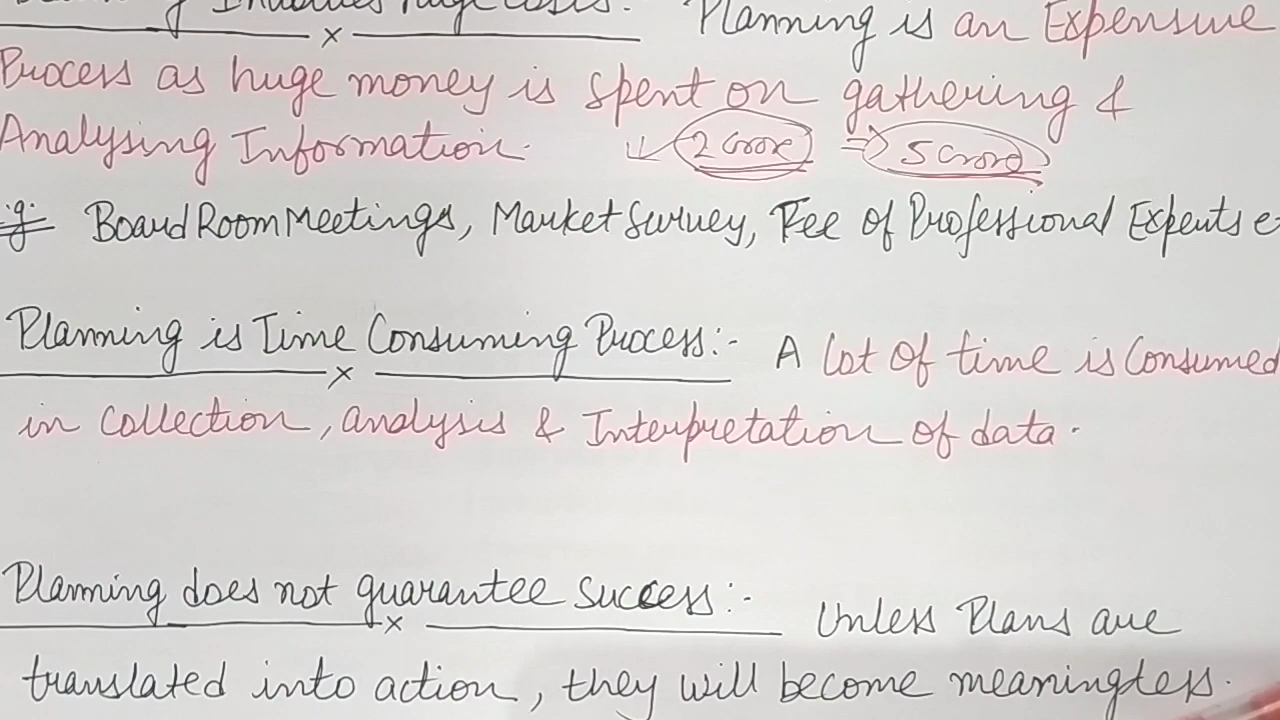 Involves huge costs:- Planning is an Expensive
Process as huge money is spent on gathering &
Analysing Information.
2 Crore => 5 Crore
.g. Board Room Meetings, Market Survey, Fee of Professional Experts e
Planning is Time Consuming Process:- A lot of time is Consumed
in Collection, analysis & Interpretation of data.
Planning does not guarantee Success:- Unless Plans are
translated into action, they will become meaningless.